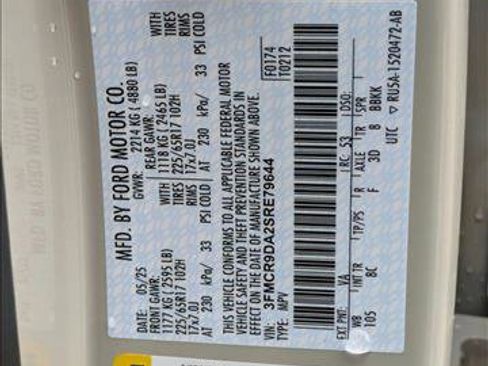 MFD. BY FORD MOTOR CO.
DATE: 05/25 GVWR: 2214 KG ( 4880 LB)
FRONT GAWR: REAR GAWR:
1177 KG ( 2595 LB) 1118 KG ( 2465 LB) WITH
225/65R17 102H 225/65R17 102H TIRES
17x7.0J 17x7.0J RIMS
AT 230 kPa/ 33 PSI COLD AT 230 kPa/ 33 PSI COLD
THIS VEHICLE CONFORMS TO ALL APPLICABLE FEDERAL MOTOR
VEHICLE SAFETY AND THEFT PREVENTION STANDARDS IN
EFFECT ON THE DATE OF MANUFACTURE SHOWN ABOVE.
VIN: 3FMCR9DA2SRE79644 F0174
TYPE: MPV T0212
EXT PNT: VA RC: 53 DSO:
WB INT TR TP/PS R AXLE TR SPR
105 8C F 3D 8 BBKK
UTC ▽ RU5A-1520472-AB